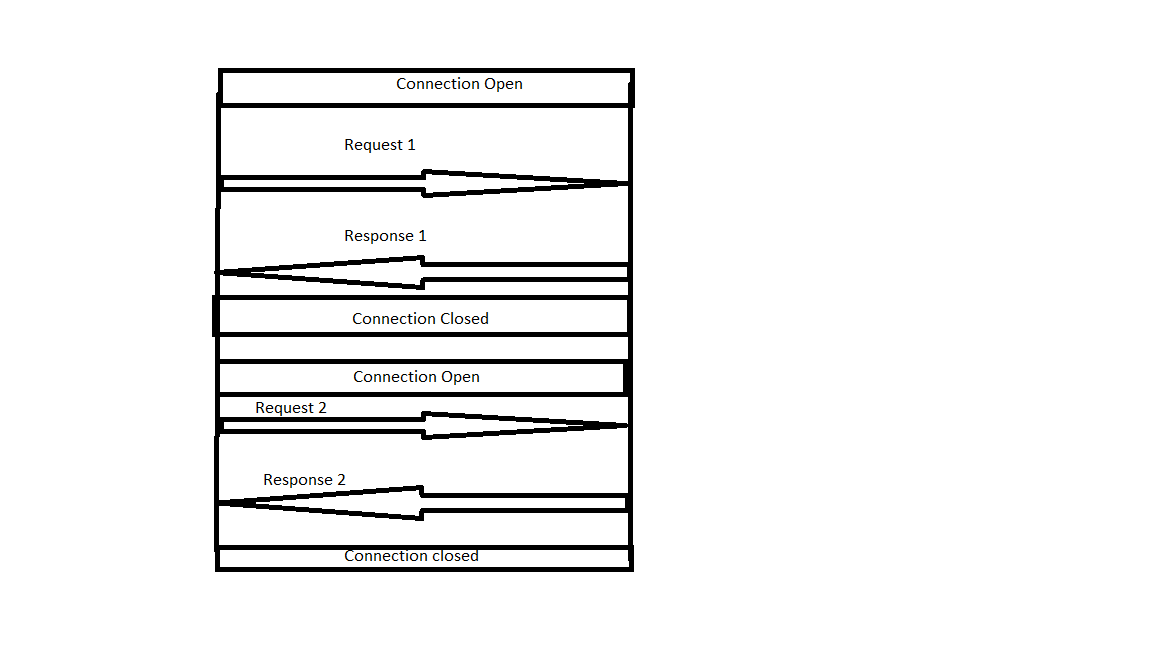 Connection Open
Request 1
Response 1
Connection Closed
Connection Open
Request 2
Response 2
Connection closed